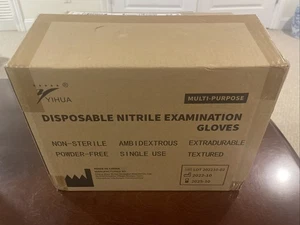 YIHUA
MULTI-PURPOSE
DISPOSABLE NITRILE EXAMINATION
GLOVES
NON-STERILE AMBIDEXTROUS EXTRADURABLE
POWDER-FREE SINGLE USE TEXTURED